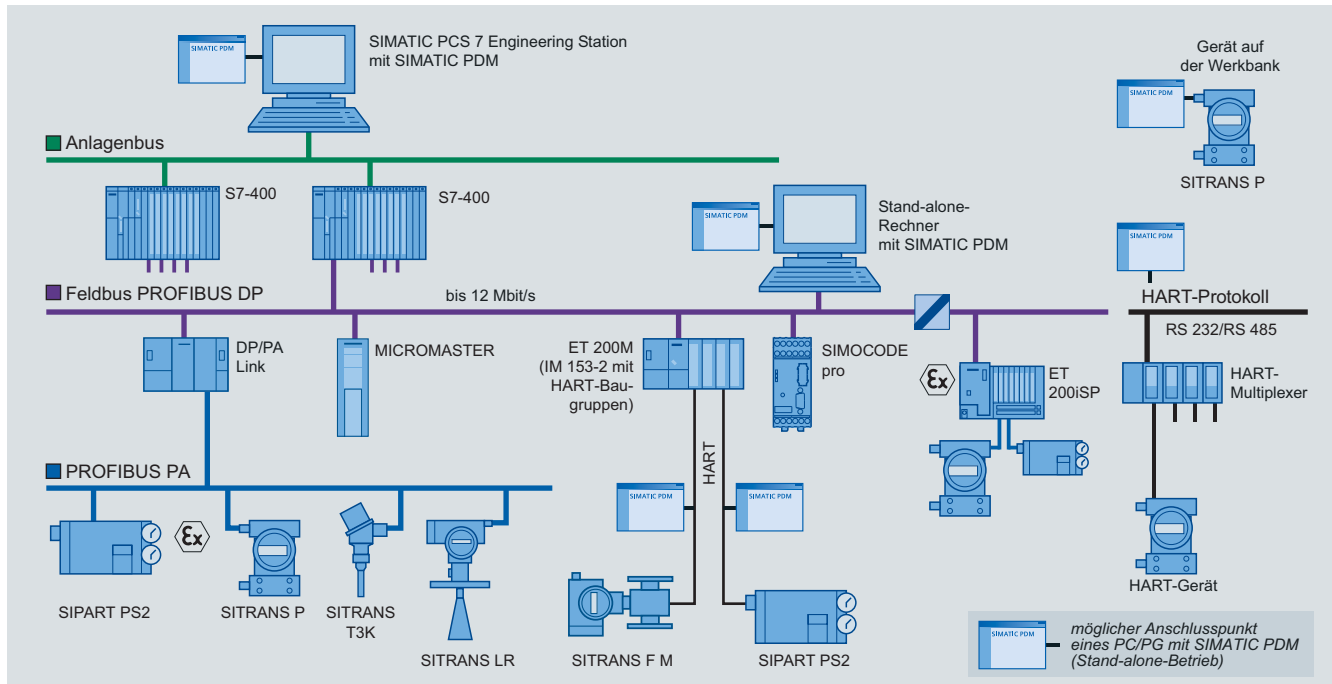 SIMATIC PDM
SIMATIC PCS 7 Engineering Station
mit SIMATIC PDM
Gerät auf
der Werkbank
SIMATIC PDM
SITRANS P
Anlagenbus
S7-400
S7-400
SIMATIC PDM
Stand-alone-
Rechner
mit SIMATIC PDM
SIMATIC PDM
Feldbus PROFIBUS DP
bis 12 Mbit/s
HART-Protokoll
RS 232/RS 485
DP/PA
Link
MICROMASTER
ET 200M
(IM 153-2 mit
HART-Bau-
gruppen)
SIMOCODE
pro
Ex
ET
200iSP
HART-
Multiplexer
HART
PROFIBUS PA
SIMATIC PDM
SIMATIC PDM
Ex
SIPART PS2
SITRANS P
SITRANS
T3K
SITRANS LR
SITRANS F M
SIPART PS2
HART-Gerät
SIMATIC PDM
möglicher Anschlusspunkt
eines PC/PG mit SIMATIC PDM
(Stand-alone-Betrieb)